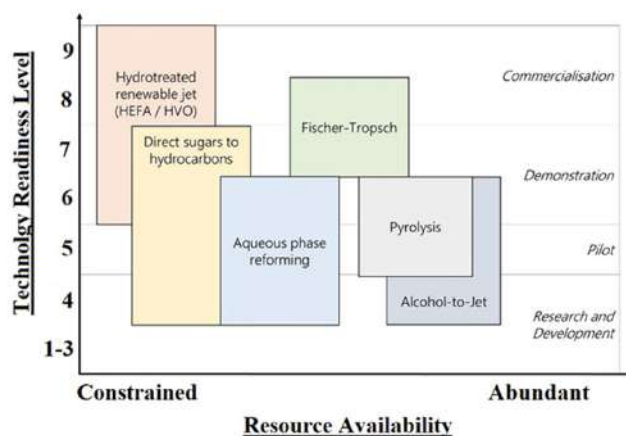 Technolgy Readiness Level
9
8
7
6
5
4
1-3
Hydrotreated
renewable jet
(HEFA / HVO)
Direct sugars to
hydrocarbons
Aqueous phase
reforming
Fischer-Tropsch
Pyrolysis
Alcohol-to-Jet
Commercialisation
Demonstration
Pilot
Research and
Development
Constrained
Abundant
Resource Availability